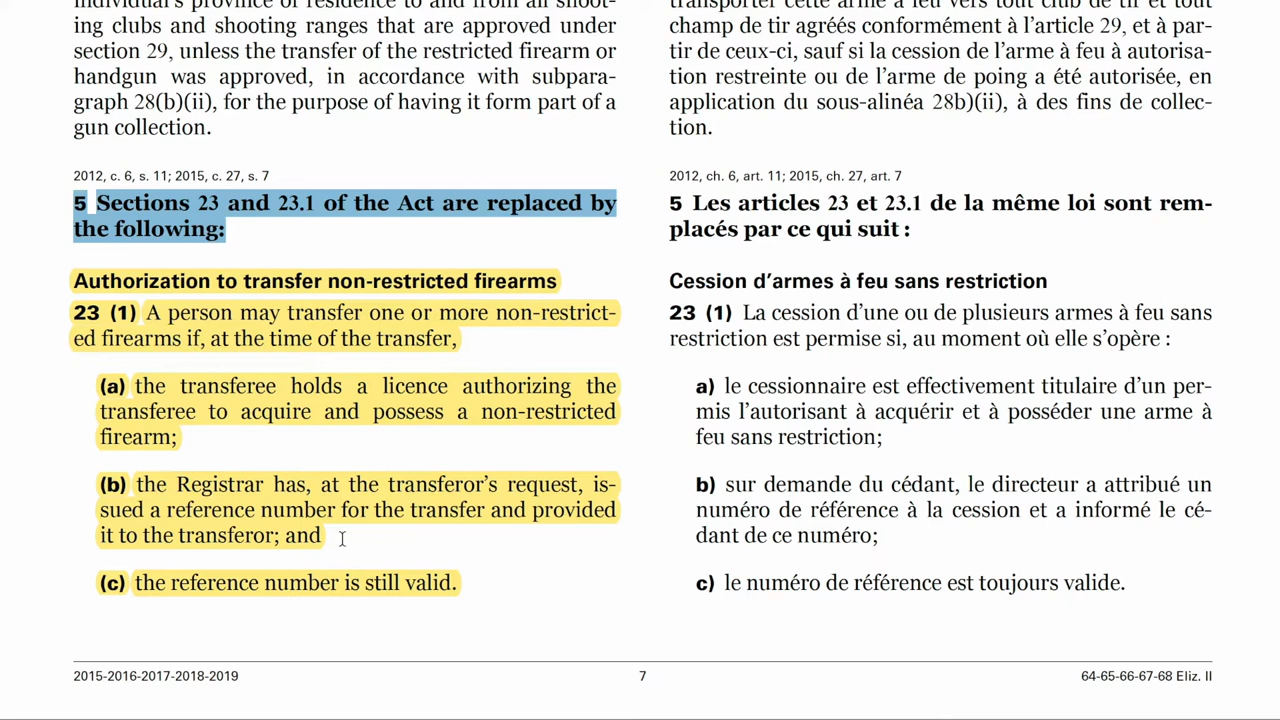 individual's province of residence to and from all shoot-
ing clubs and shooting ranges that are approved under
section 29, unless the transfer of the restricted firearm or
handgun was approved, in accordance with subpara-
graph 28(b)(ii), for the purpose of having it form part of a
gun collection.
2012, c. 6, s. 11; 2015, c. 27, s. 7
5 Sections 23 and 23.1 of the Act are replaced by
the following:
Authorization to transfer non-restricted firearms
23 (1) A person may transfer one or more non-restrict-
ed firearms if, at the time of the transfer,
(a) the transferee holds a licence authorizing the
transferee to acquire and possess a non-restricted
firearm;
(b) the Registrar has, at the transferor's request, is-
sued a reference number for the transfer and provided
it to the transferor; and
(c) the reference number is still valid.
transporter cette arme à feu vers tout club de tir et tout
champ de tir agréés conformément à l'article 29, et à par-
tir de ceux-ci, sauf si la cession de l'arme à feu à autorisa-
tion restreinte ou de l'arme de poing a été autorisée, en
application du sous-alinéa 28b)(ii), à des fins de collec-
tion.
2012, ch. 6, art. 11; 2015, ch. 27, art. 7
5 Les articles 23 et 23.1 de la même loi sont rem-
placés par ce qui suit :
Cession d'armes à feu sans restriction
23 (1) La cession d'une ou de plusieurs armes à feu sans
restriction est permise si, au moment où elle s'opère :
a) le cessionnaire est effectivement titulaire d'un per-
mis l'autorisant à acquérir et à posséder une arme à
feu sans restriction;
b) sur demande du cédant, le directeur a attribué un
numéro de référence à la cession et a informé le cé-
dant de ce numéro;
c) le numéro de référence est toujours valide.
2015-2016-2017-2018-2019
7
64-65-66-67-68 Eliz. II